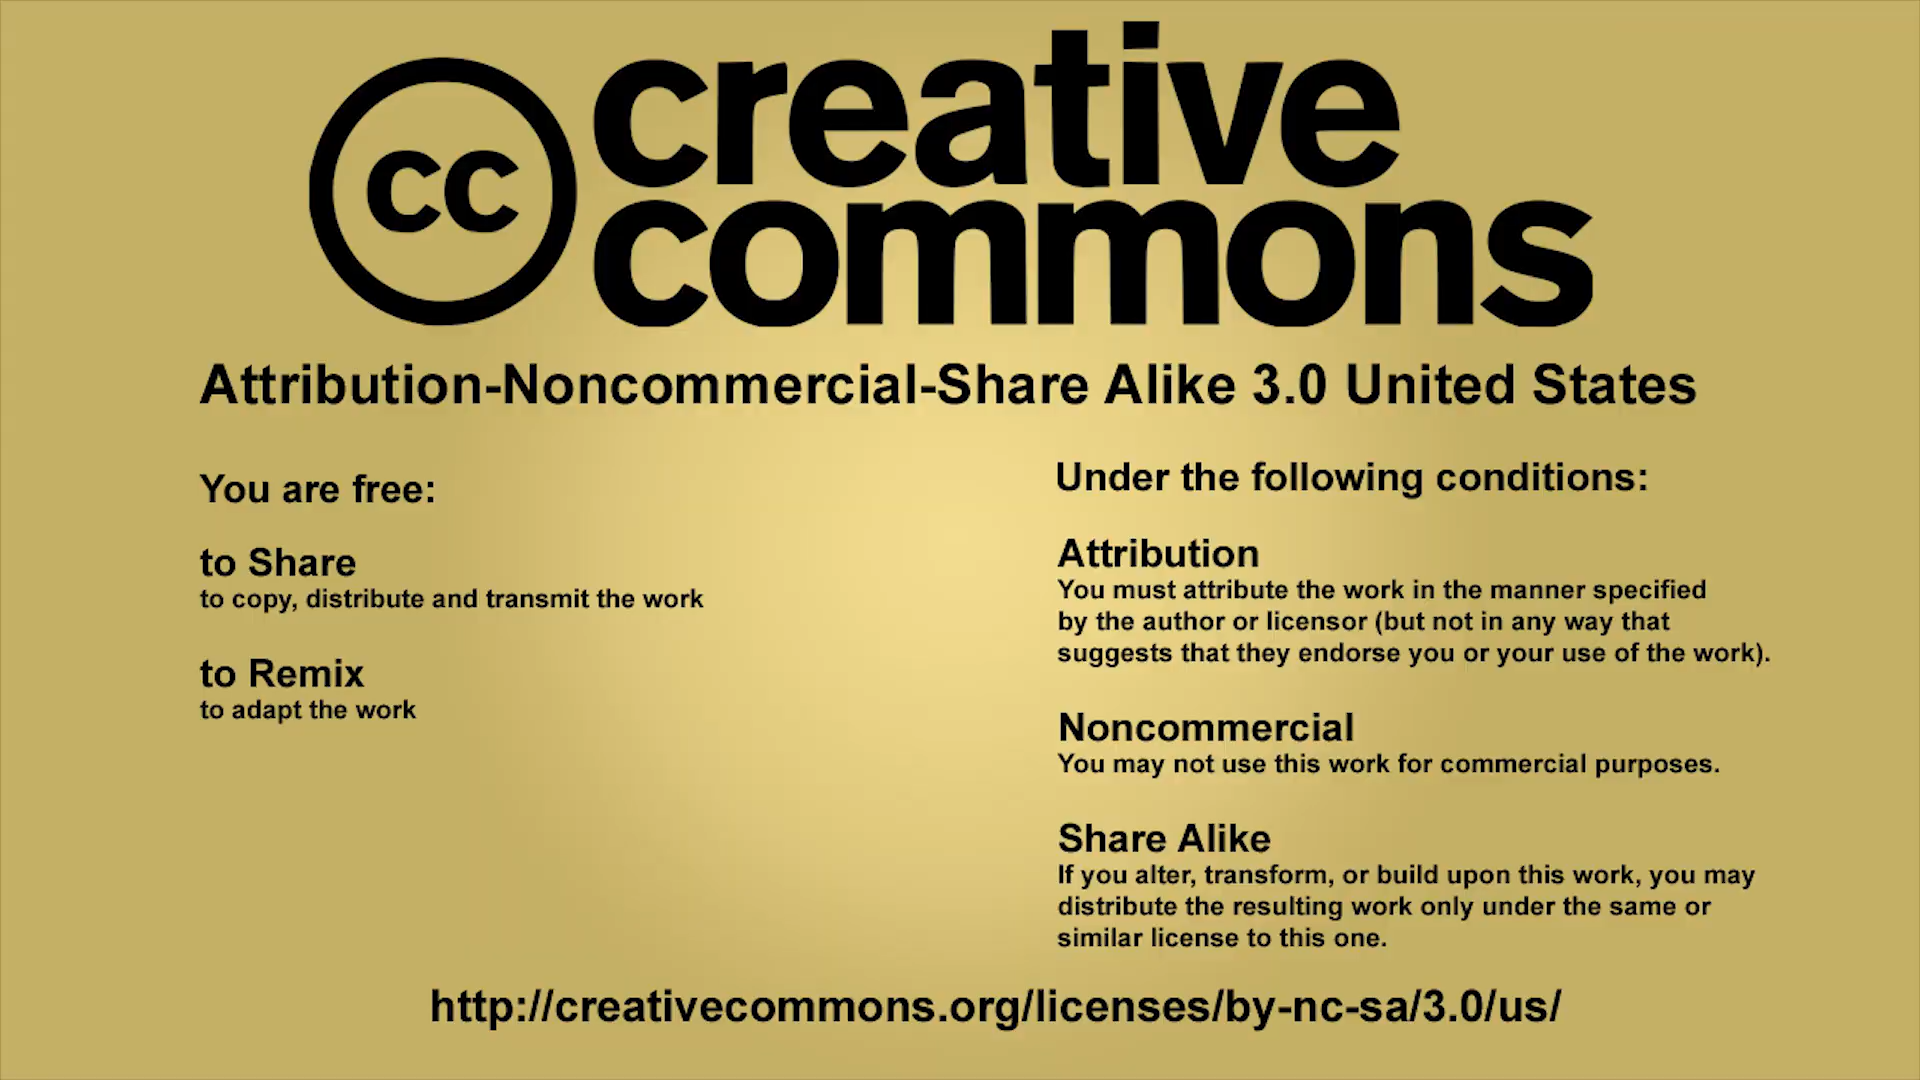 cc creative
commons
Attribution-Noncommercial-Share Alike 3.0 United States
You are free:
to Share
to copy, distribute and transmit the work
to Remix
to adapt the work
Under the following conditions:
Attribution
You must attribute the work in the manner specified
by the author or licensor (but not in any way that
suggests that they endorse you or your use of the work).
Noncommercial
You may not use this work for commercial purposes.
Share Alike
If you alter, transform, or build upon this work, you may
distribute the resulting work only under the same or
similar license to this one.
http://creativecommons.org/licenses/by-nc-sa/3.0/us/